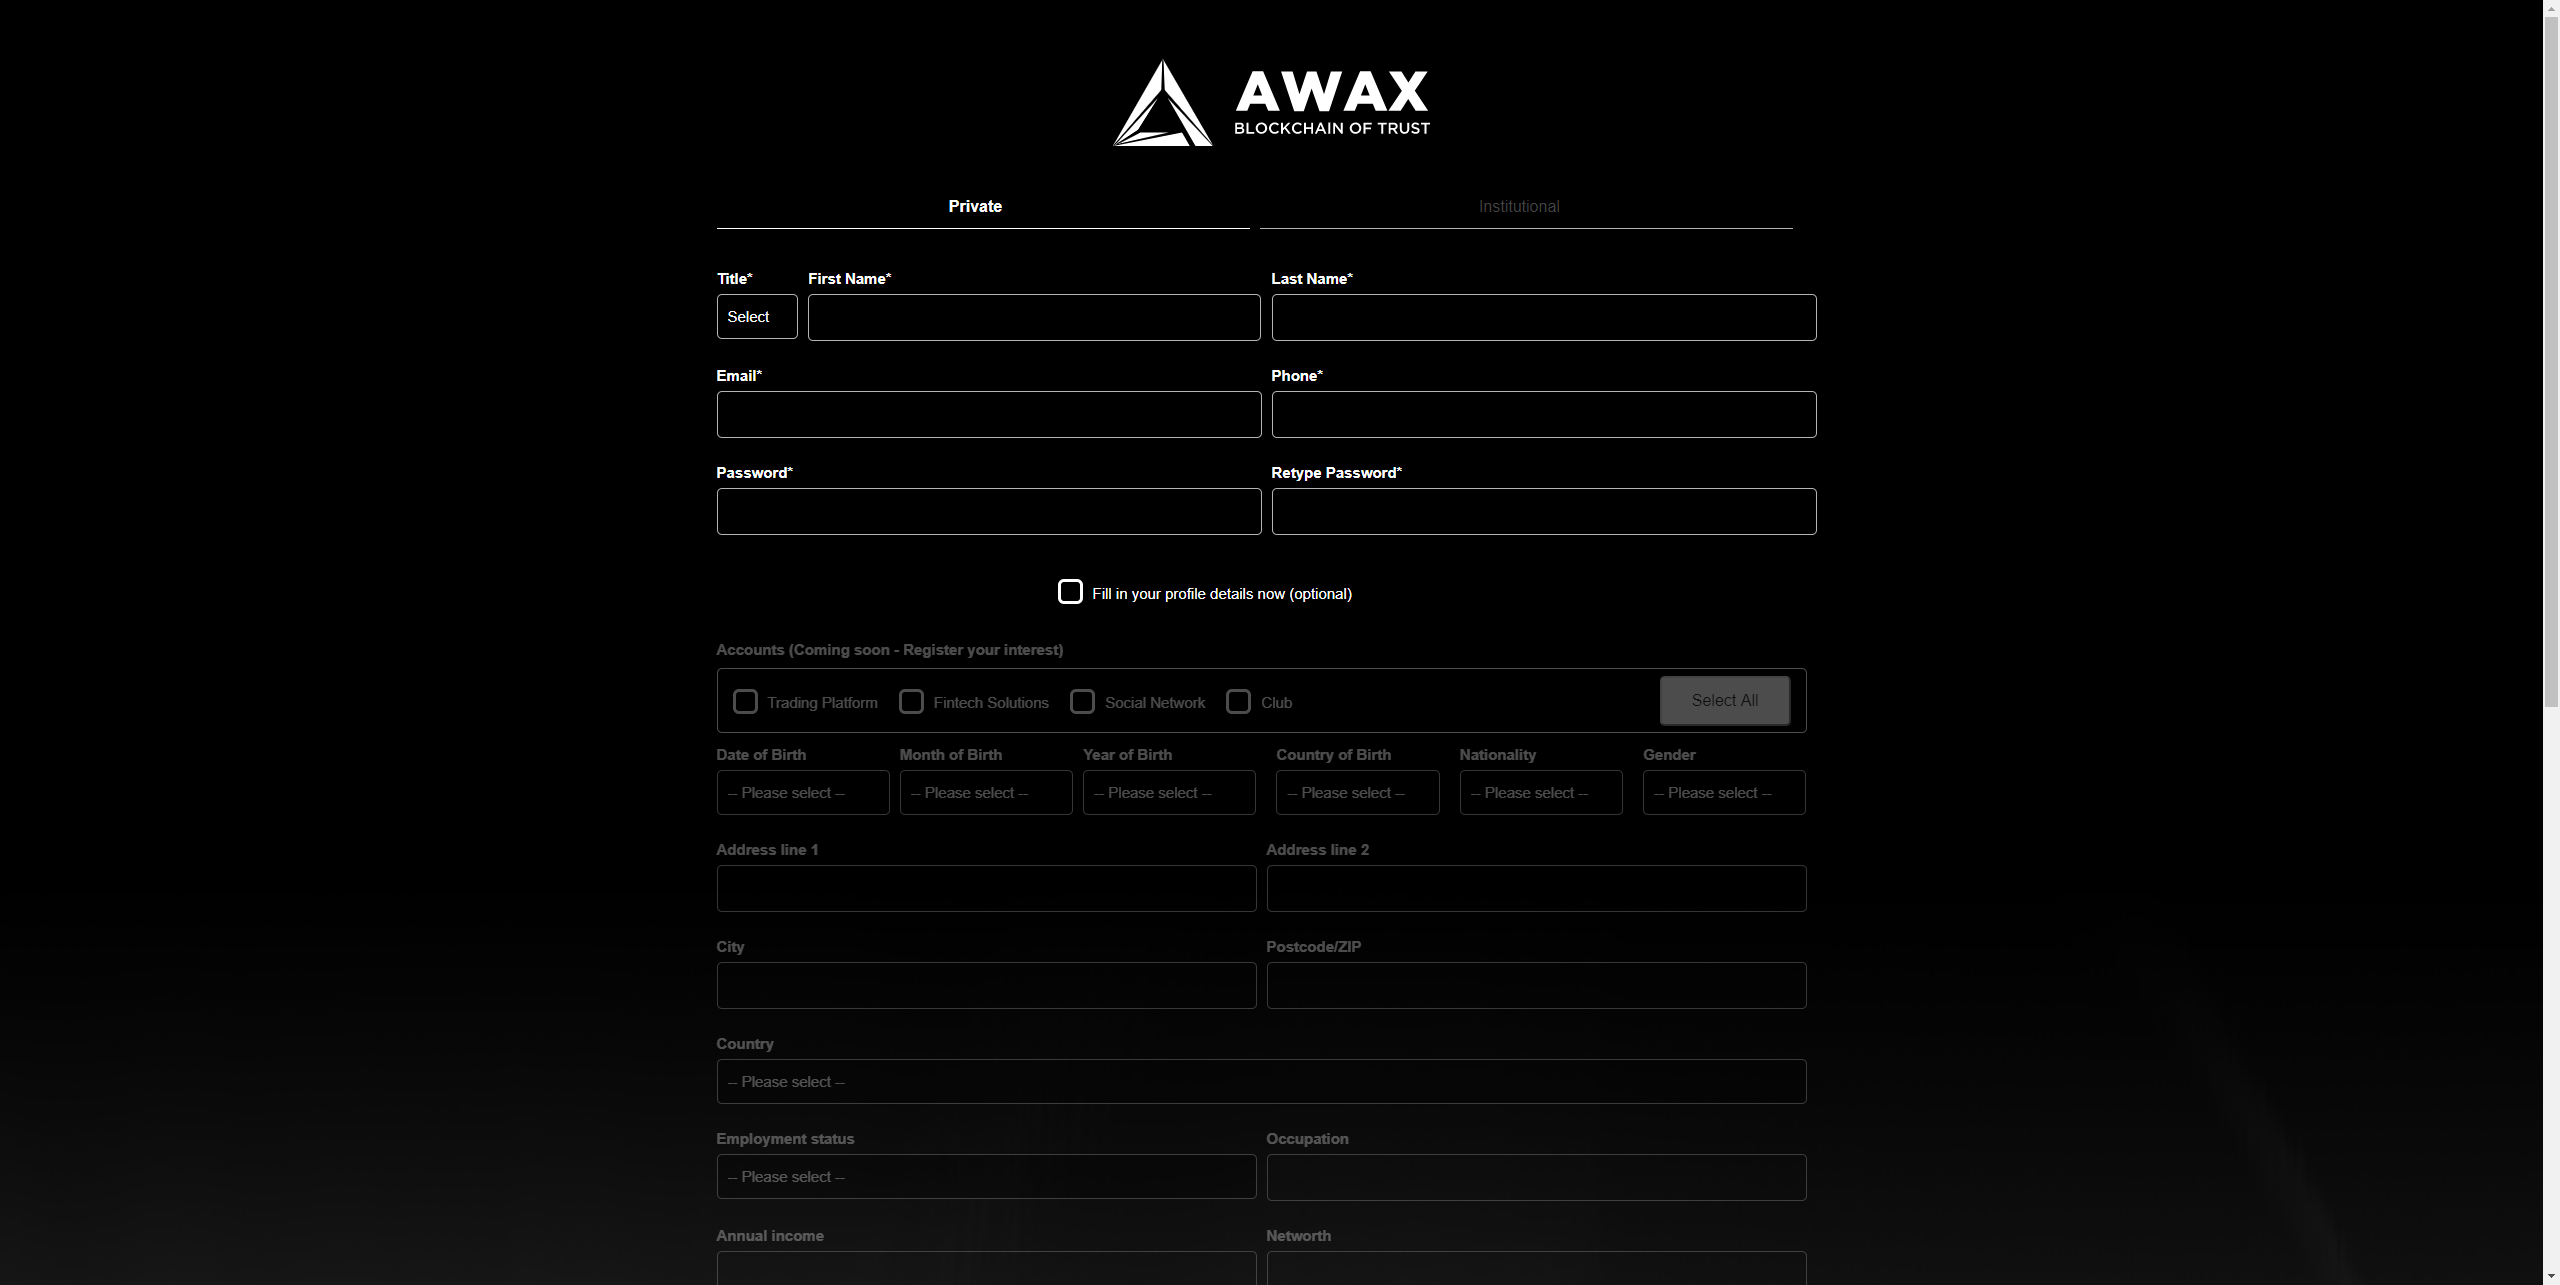 AWAX
BLOCKCHAIN OF TRUST
Private Institutional
Title* First Name* Last Name*
Select
Email* Phone*
Password* Retype Password*
Fill in your profile details now (optional)
Accounts (Coming soon - Register your interest)
Trading Platform Fintech Solutions Social Network Club Select All
Date of Birth Month of Birth Year of Birth Country of Birth Nationality Gender
-- Please select -- -- Please select -- -- Please select -- -- Please select -- -- Please select -- -- Please select --
Address line 1 Address line 2
City Postcode/ZIP
Country
-- Please select --
Employment status Occupation
-- Please select --
Annual income Networth